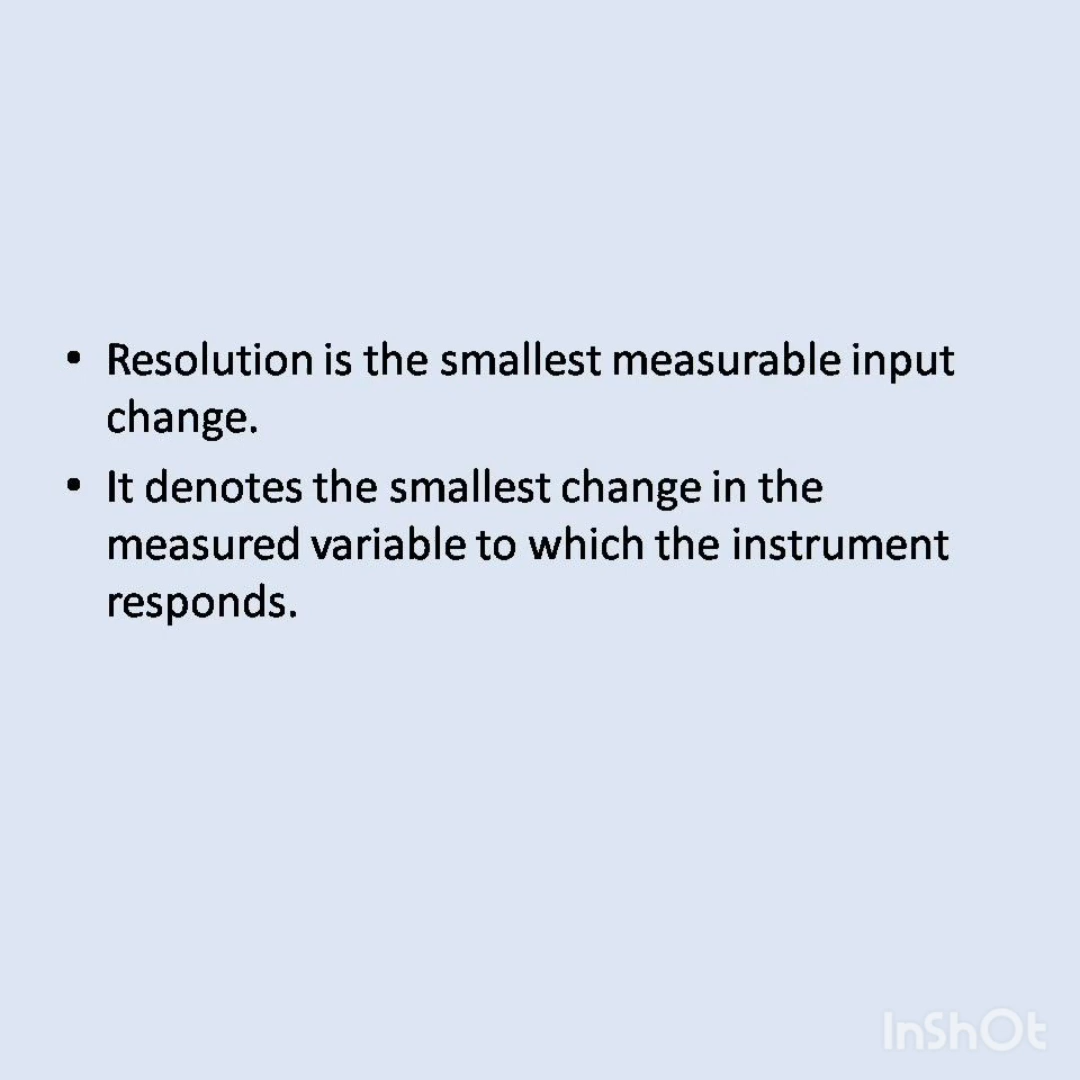 • Resolution is the smallest measurable input
change.
• It denotes the smallest change in the
measured variable to which the instrument
responds.
InShOt